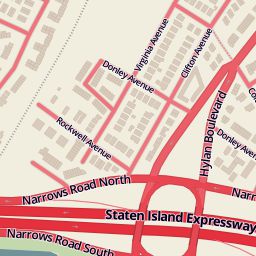 Virginia Avenue
Clifton Avenue
Donley Avenue
Rockwell Avenue
Hylan Boulevard
Donley Avenue
Narrows Road North
Narrows
Staten Island Expressway
Narrows Road South